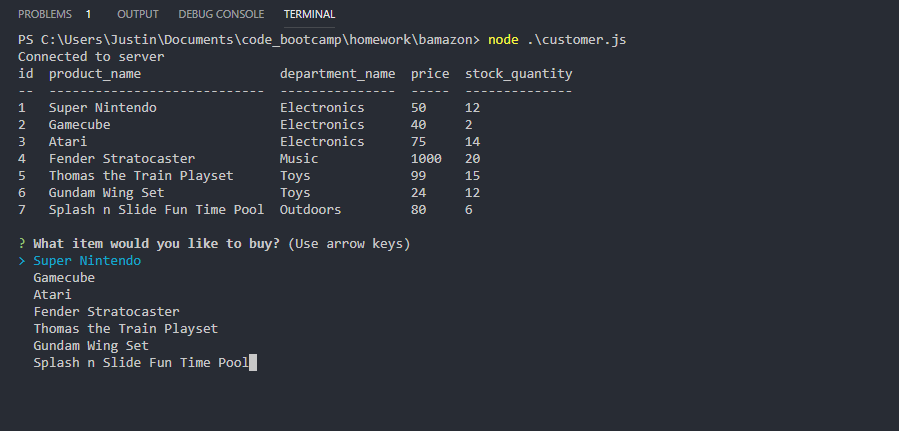 PROBLEMS 1 OUTPUT DEBUG CONSOLE TERMINAL
PS C:\Users\Justin\Documents\code_bootcamp\homework\bamazon> node .\customer.js
Connected to server
id  product_name                 department_name  price  stock_quantity
--  ---------------------------- ---------------  -----  --------------
1   Super Nintendo               Electronics      50     12
2   Gamecube                     Electronics      40     2
3   Atari                        Electronics      75     14
4   Fender Stratocaster          Music            1000   20
5   Thomas the Train Playset     Toys             99     15
6   Gundam Wing Set              Toys             24     12
7   Splash n Slide Fun Time Pool Outdoors         80     6
? What item would you like to buy? (Use arrow keys)
> Super Nintendo
  Gamecube
  Atari
  Fender Stratocaster
  Thomas the Train Playset
  Gundam Wing Set
  Splash n Slide Fun Time Pool